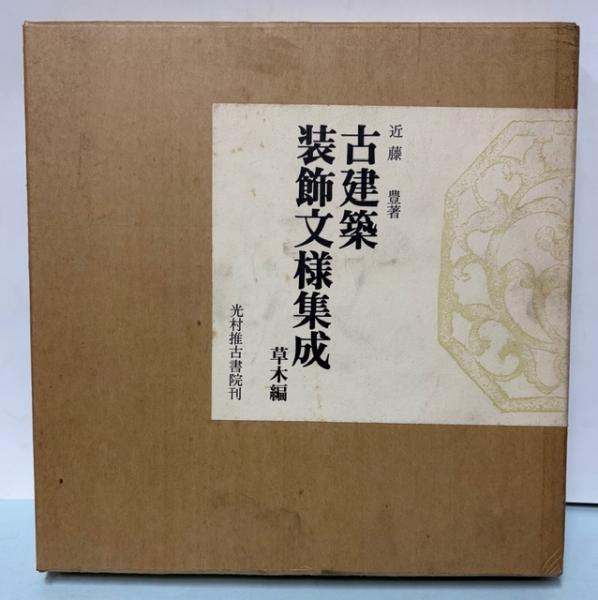 近藤 豊著
古建築
装飾文様集成
草木編
光村推古書院刊